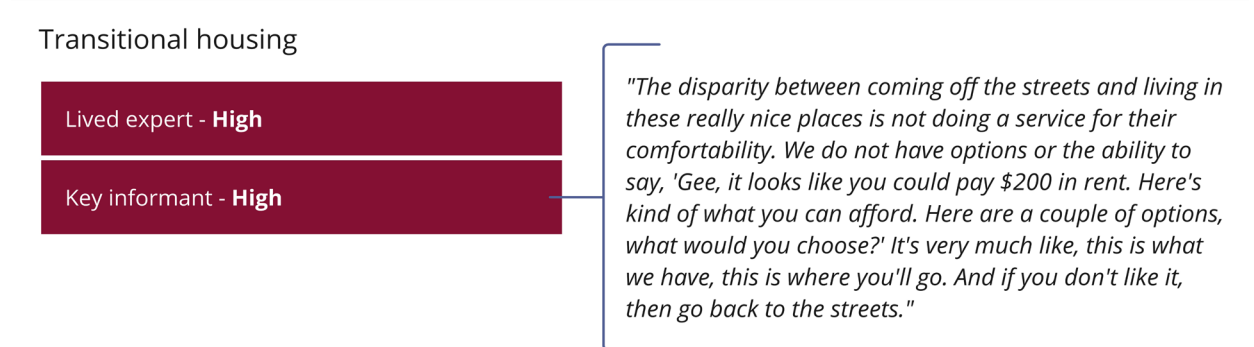 Transitional housing
Lived expert - High
Key informant - High
"The disparity between coming off the streets and living in
these really nice places is not doing a service for their
comfortability. We do not have options or the ability to
say, 'Gee, it looks like you could pay $200 in rent. Here's
kind of what you can afford. Here are a couple of options,
what would you choose?' It's very much like, this is what
we have, this is where you'll go. And if you don't like it,
then go back to the streets."